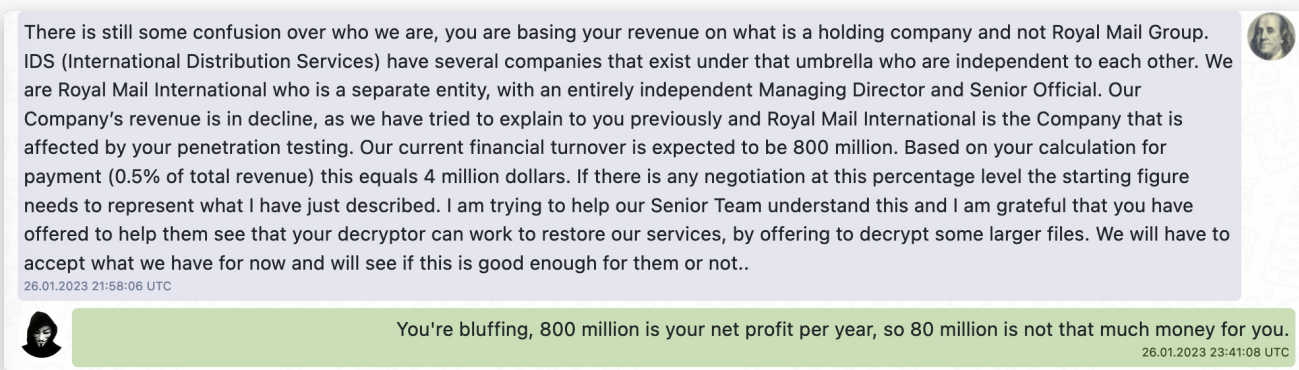 There is still some confusion over who we are, you are basing your revenue on what is a holding company and not Royal Mail Group.
IDS (International Distribution Services) have several companies that exist under that umbrella who are independent to each other. We
are Royal Mail International who is a separate entity, with an entirely independent Managing Director and Senior Official. Our
Company's revenue is in decline, as we have tried to explain to you previously and Royal Mail International is the Company that is
affected by your penetration testing. Our current financial turnover is expected to be 800 million. Based on your calculation for
payment (0.5% of total revenue) this equals 4 million dollars. If there is any negotiation at this percentage level the starting figure
needs to represent what I have just described. I am trying to help our Senior Team understand this and I am grateful that you have
offered to help them see that your decryptor can work to restore our services, by offering to decrypt some larger files. We will have to
accept what we have for now and will see if this is good enough for them or not..
26.01.2023 21:58:06 UTC
You're bluffing, 800 million is your net profit per year, so 80 million is not that much money for you.
26.01.2023 23:41:08 UTC